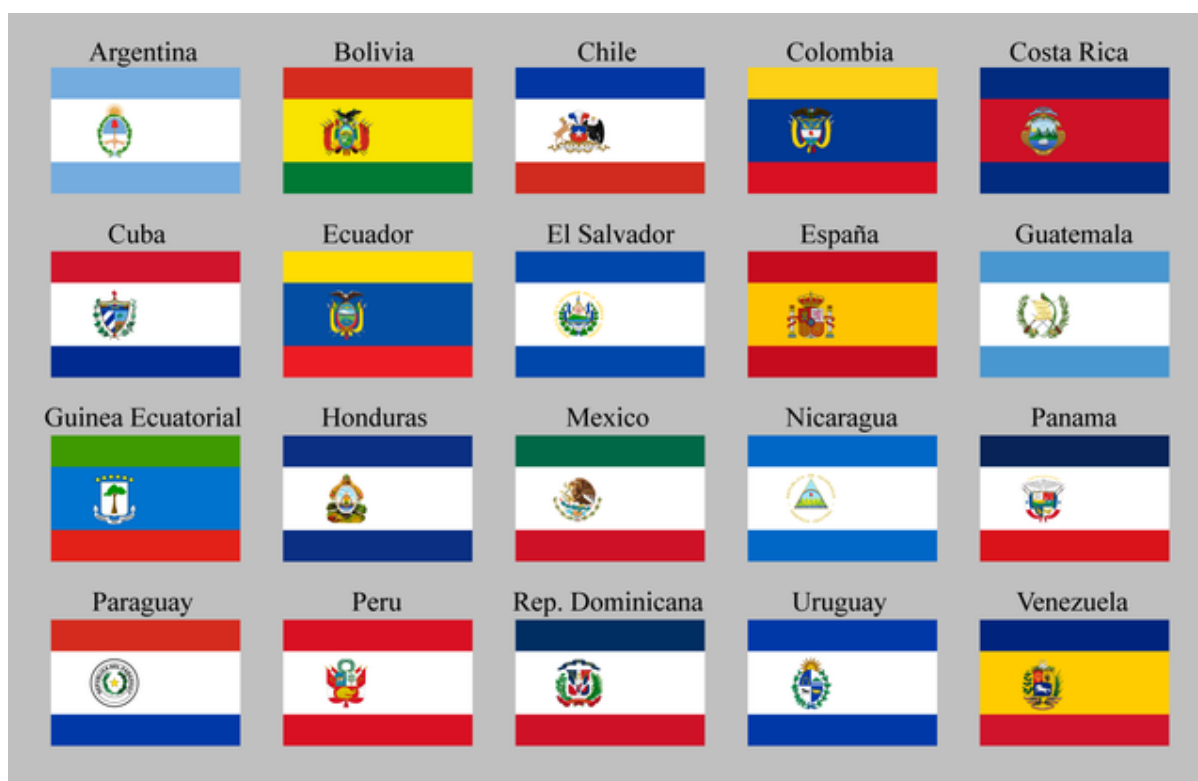 Argentina
Bolivia
Chile
Colombia
Costa Rica
Cuba
Ecuador
El Salvador
España
Guatemala
Guinea Ecuatorial
Honduras
Mexico
Nicaragua
Panama
Paraguay
Peru
Rep. Dominicana
Uruguay
Venezuela